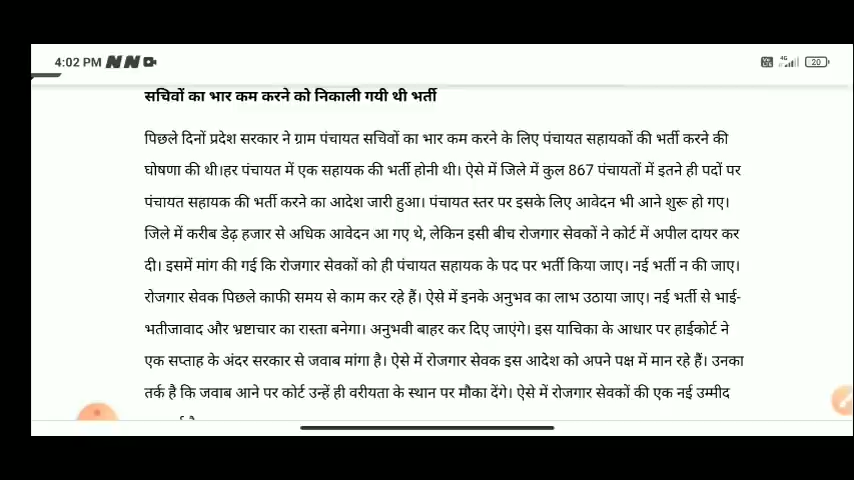 4:02 PM
4G
20
सचिवों का भार कम करने को निकाली गयी थी भर्ती
पिछले दिनों प्रदेश सरकार ने ग्राम पंचायत सचिवों का भार कम करने के लिए पंचायत सहायकों की भर्ती करने की
घोषणा की थी।हर पंचायत में एक सहायक की भर्ती होनी थी। ऐसे में जिले में कुल 867 पंचायतों में इतने ही पदों पर
पंचायत सहायक की भर्ती करने का आदेश जारी हुआ। पंचायत स्तर पर इसके लिए आवेदन भी आने शुरू हो गए।
जिले में करीब डेढ़ हजार से अधिक आवेदन आ गए थे, लेकिन इसी बीच रोजगार सेवकों ने कोर्ट में अपील दायर कर
दी। इसमें मांग की गई कि रोजगार सेवकों को ही पंचायत सहायक के पद पर भर्ती किया जाए। नई भर्ती न की जाए।
रोजगार सेवक पिछले काफी समय से काम कर रहे हैं। ऐसे में इनके अनुभव का लाभ उठाया जाए। नई भर्ती से भाई-
भतीजावाद और भ्रष्टाचार का रास्ता बनेगा। अनुभवी बाहर कर दिए जाएंगे। इस याचिका के आधार पर हाईकोर्ट ने
एक सप्ताह के अंदर सरकार से जवाब मांगा है। ऐसे में रोजगार सेवक इस आदेश को अपने पक्ष में मान रहे हैं। उनका
तर्क है कि जवाब आने पर कोर्ट उन्हें ही वरीयता के स्थान पर मौका देंगे। ऐसे में रोजगार सेवकों की एक नई उम्मीद